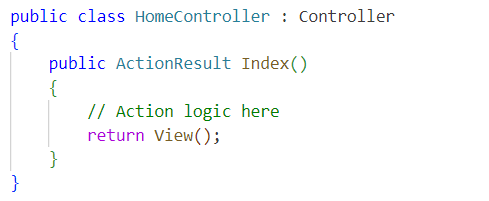 public class HomeController : Controller
{
    public ActionResult Index()
    {
        // Action logic here
        return View();
    }
}